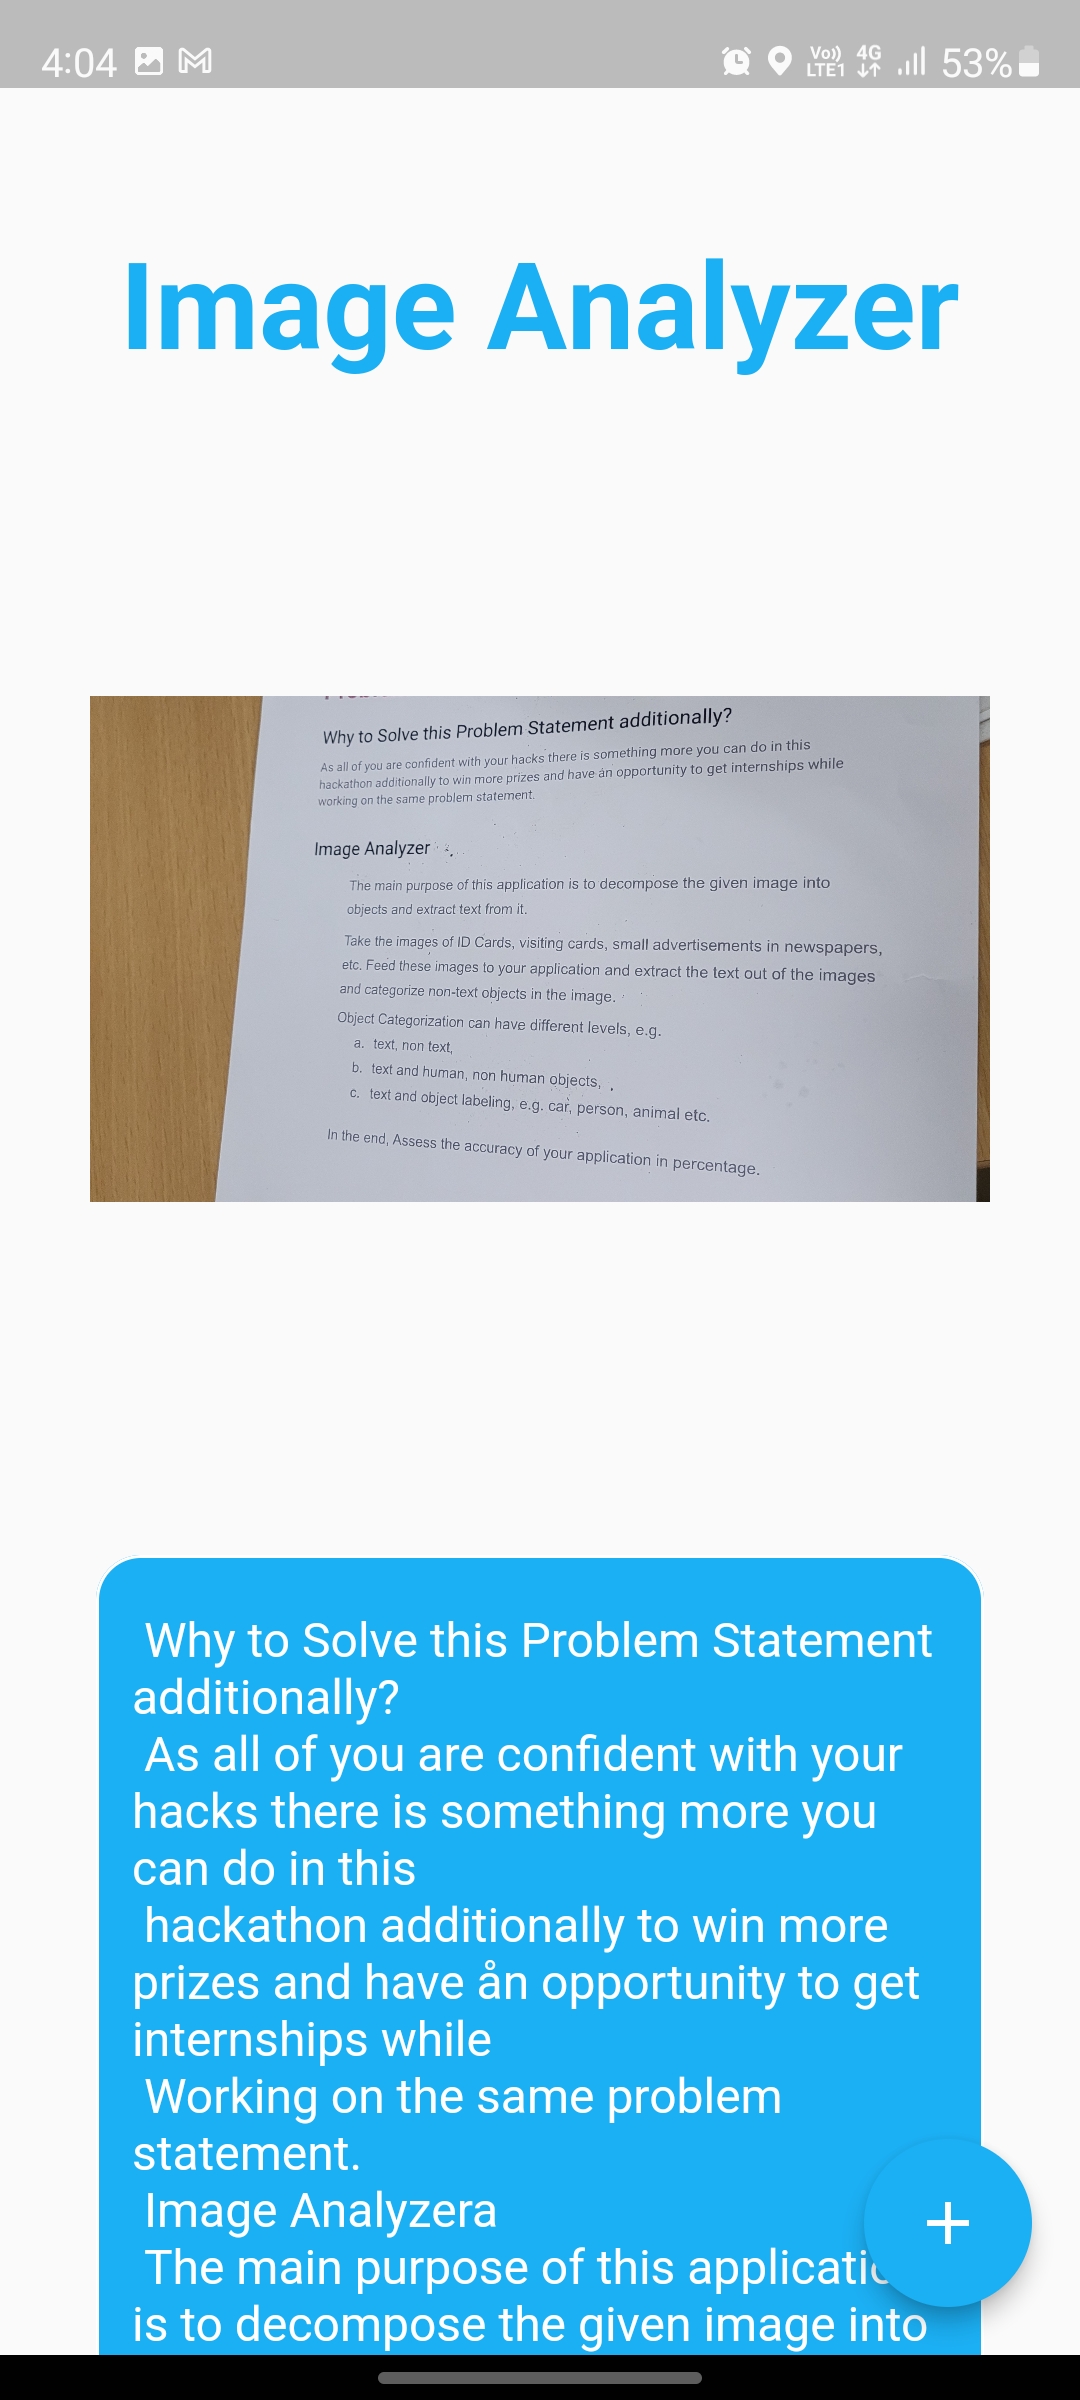 4:04
Vo)) LTE1 4G 53%
Image Analyzer
Why to Solve this Problem Statement additionally?
As all of you are confident with your hacks there is something more you can do in this
hackathon additionally to win more prizes and have an opportunity to get internships while
working on the same problem statement.
Image Analyzer
The main purpose of this application is to decompose the given image into
objects and extract text from it.
Take the images of ID Cards, visiting cards, small advertisements in newspapers,
etc. Feed these images to your application and extract the text out of the images
and categorize non-text objects in the image.
Object Categorization can have different levels, e.g.
a. text, non text,
b. text and human, non human objects,
c. text and object labeling, e.g. car, person, animal etc.
In the end, Assess the accuracy of your application in percentage.
Why to Solve this Problem Statement
additionally?
As all of you are confident with your
hacks there is something more you
can do in this
hackathon additionally to win more
prizes and have ån opportunity to get
internships while
Working on the same problem
statement.
Image Analyzera
The main purpose of this applicatio
is to decompose the given image into
+